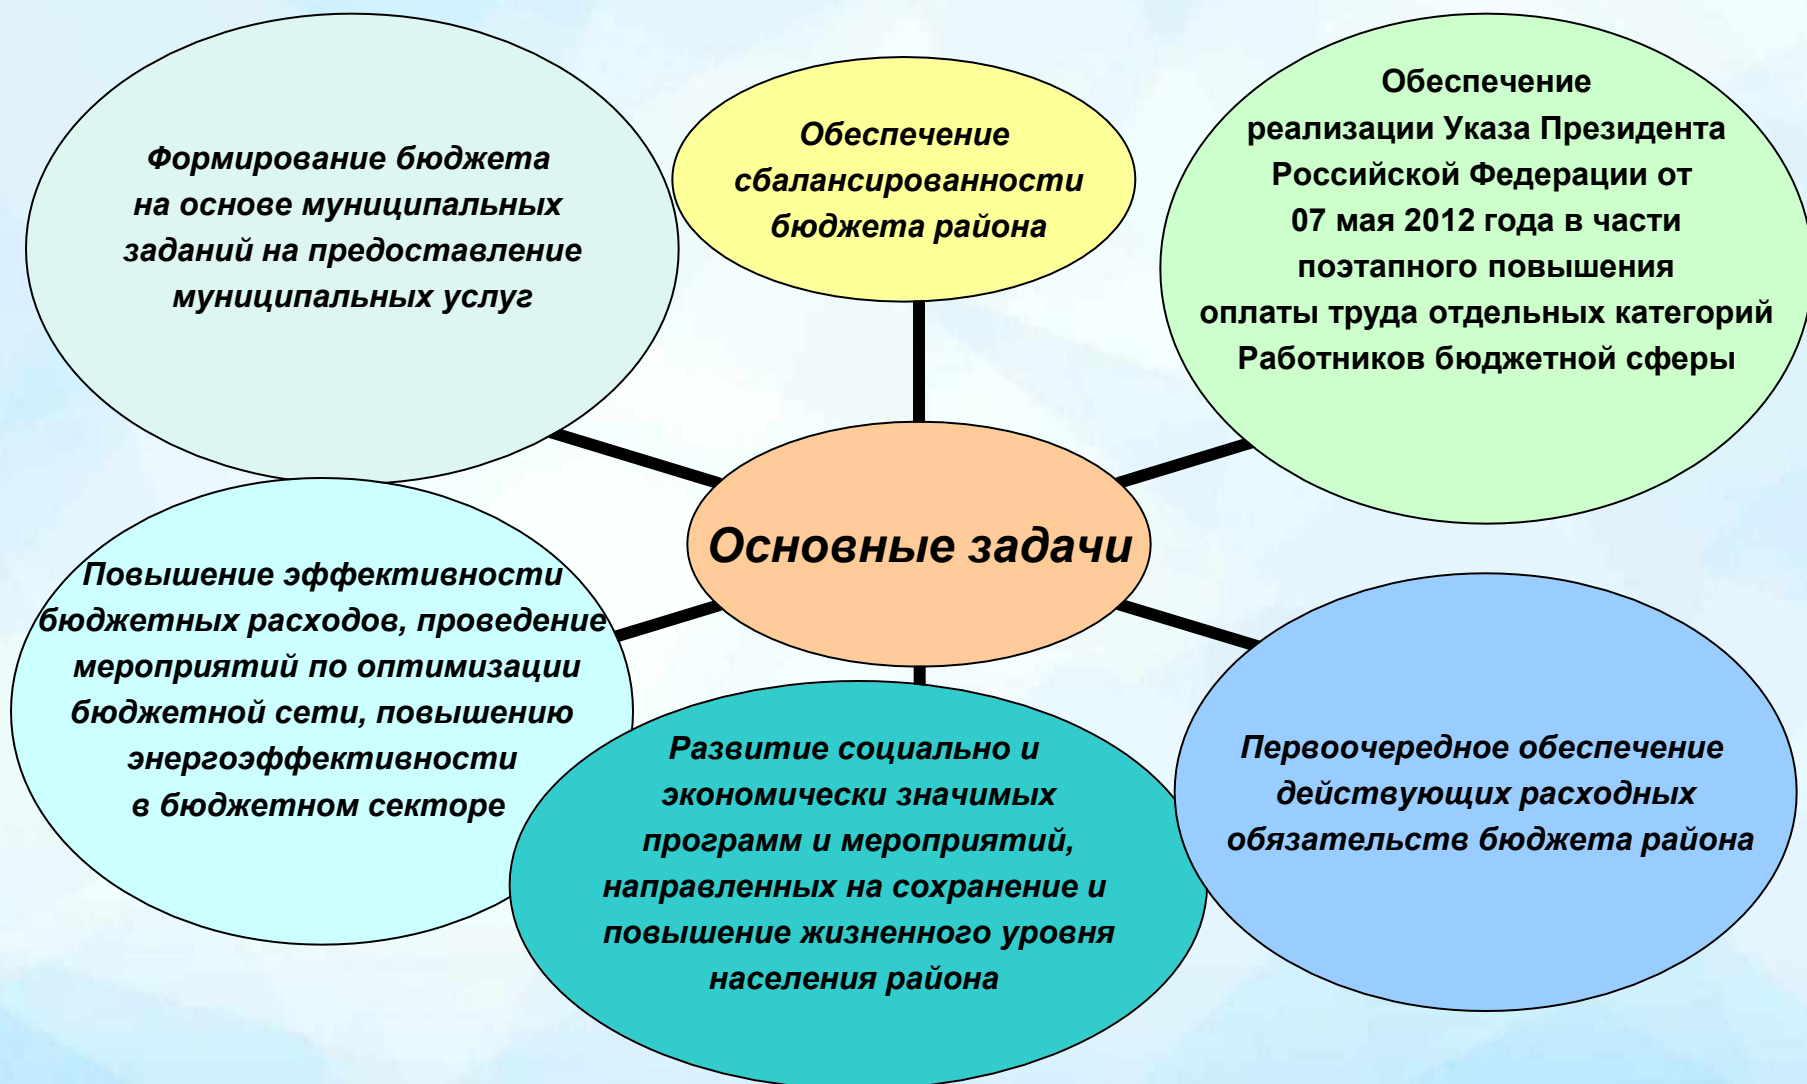 Формирование бюджета
на основе муниципальных
заданий на предоставление
муниципальных услуг
Обеспечение
сбалансированности
бюджета района
Обеспечение
реализации Указа Президента
Российской Федерации от
07 мая 2012 года в части
поэтапного повышения
оплаты труда отдельных категорий
Работников бюджетной сферы
Основные задачи
Повышение эффективности
бюджетных расходов, проведение
мероприятий по оптимизации
бюджетной сети, повышению
энергоэффективности
в бюджетном секторе
Развитие социально и
экономически значимых
программ и мероприятий,
направленных на сохранение и
повышение жизненного уровня
населения района
Первоочередное обеспечение
действующих расходных
обязательств бюджета района